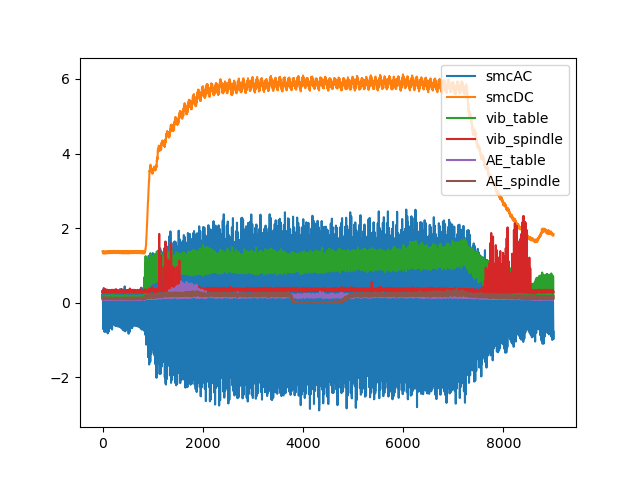 6
4
2
0
−2
0
2000
4000
6000
8000
smcAC
smcDC
vib_table
vib_spindle
AE_table
AE_spindle